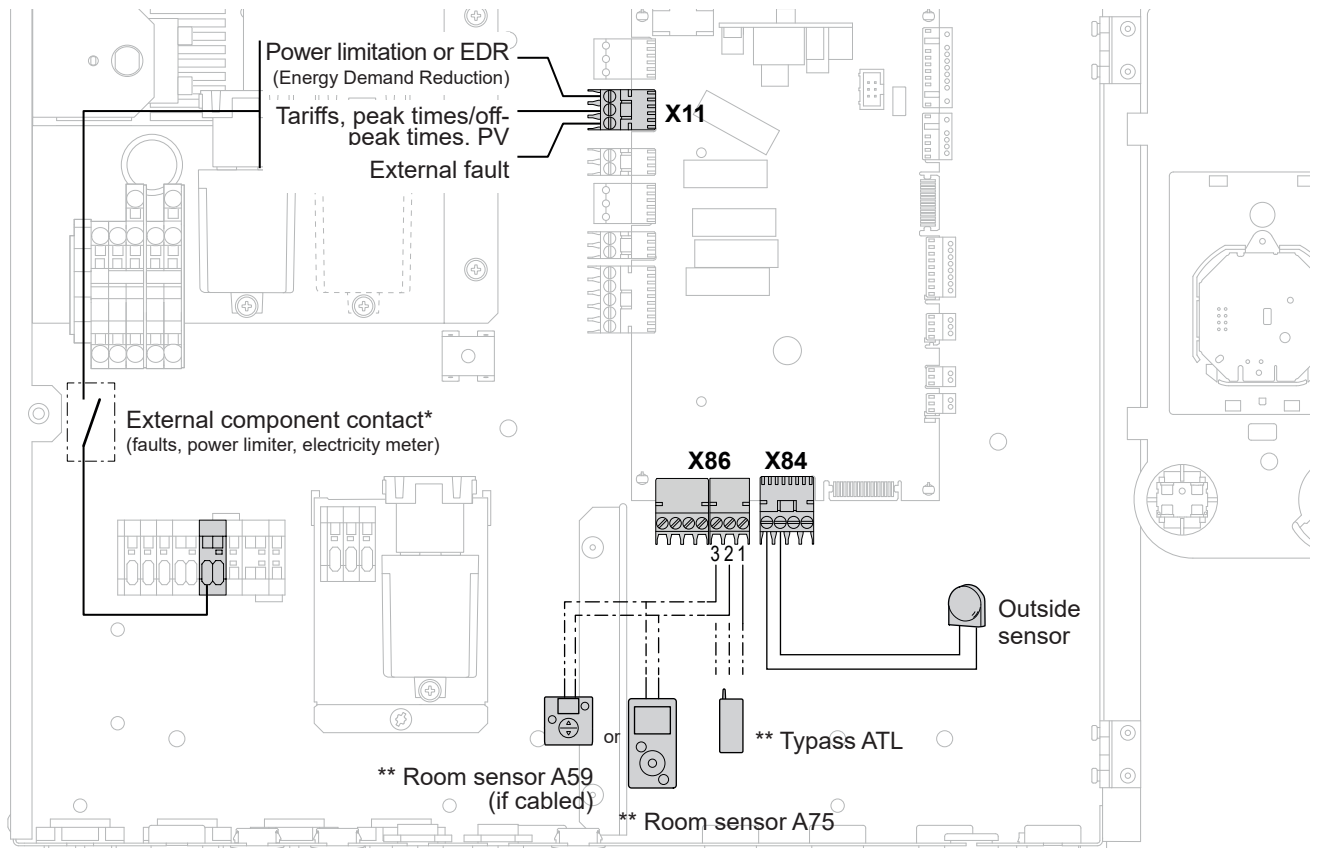 Power limitation or EDR
(Energy Demand Reduction)
Tariffs, peak times/off-
peak times. PV
External fault
X11
External component contact*
(faults, power limiter, electricity meter)
X86 X84
3 2 1
Outside
sensor
or
** Typass ATL
** Room sensor A59
(if cabled)
** Room sensor A75